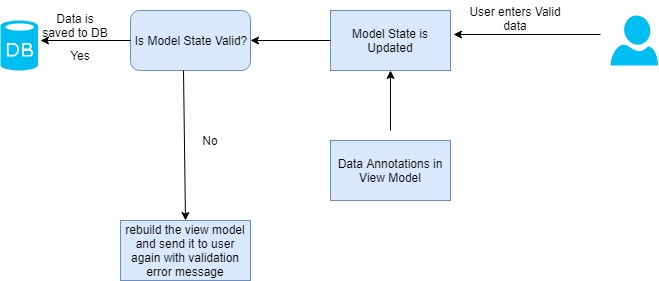 Data is
saved to DB
DB
Yes
Is Model State Valid?
Model State is
Updated
User enters Valid
data
No
Data Annotations in
View Model
rebuild the view model
and send it to user
again with validation
error message